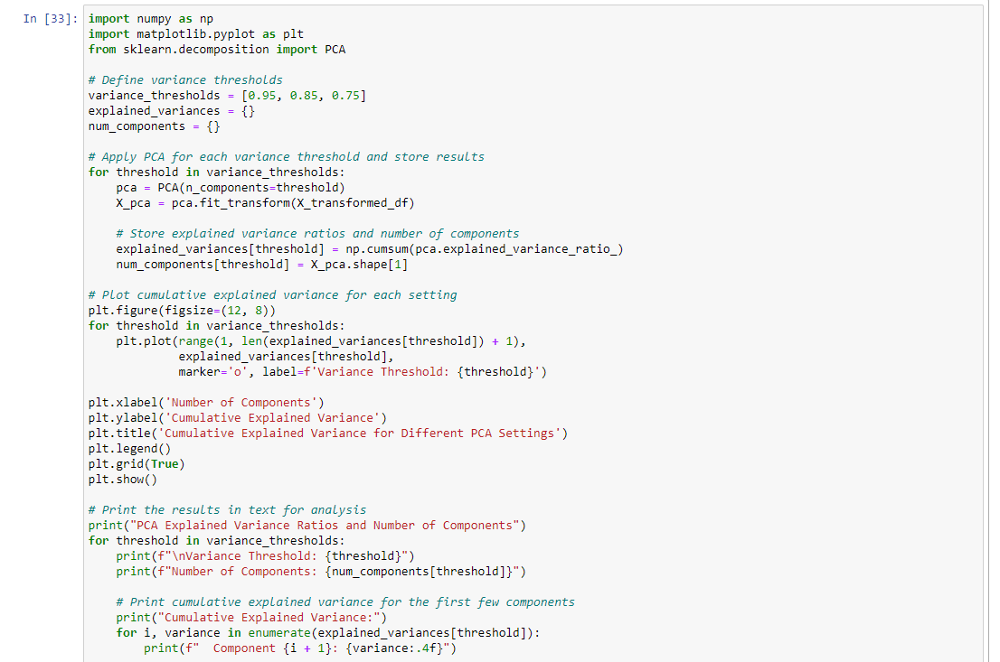 In [33]: import numpy as np
import matplotlib.pyplot as plt
from sklearn.decomposition import PCA

# Define variance thresholds
variance_thresholds = [0.95, 0.85, 0.75]
explained_variances = {}
num_components = {}

# Apply PCA for each variance threshold and store results
for threshold in variance_thresholds:
    pca = PCA(n_components=threshold)
    X_pca = pca.fit_transform(X_transformed_df)

    # Store explained variance ratios and number of components
    explained_variances[threshold] = np.cumsum(pca.explained_variance_ratio_)
    num_components[threshold] = X_pca.shape[1]

# Plot cumulative explained variance for each setting
plt.figure(figsize=(12, 8))
for threshold in variance_thresholds:
    plt.plot(range(1, len(explained_variances[threshold]) + 1),
             explained_variances[threshold],
             marker='o', label=f'Variance Threshold: {threshold}')

plt.xlabel('Number of Components')
plt.ylabel('Cumulative Explained Variance')
plt.title('Cumulative Explained Variance for Different PCA Settings')
plt.legend()
plt.grid(True)
plt.show()

# Print the results in text for analysis
print("PCA Explained Variance Ratios and Number of Components")
for threshold in variance_thresholds:
    print(f"\nVariance Threshold: {threshold}")
    print(f"Number of Components: {num_components[threshold]}")

    # Print cumulative explained variance for the first few components
    print("Cumulative Explained Variance:")
    for i, variance in enumerate(explained_variances[threshold]):
        print(f"  Component {i + 1}: {variance:.4f}")